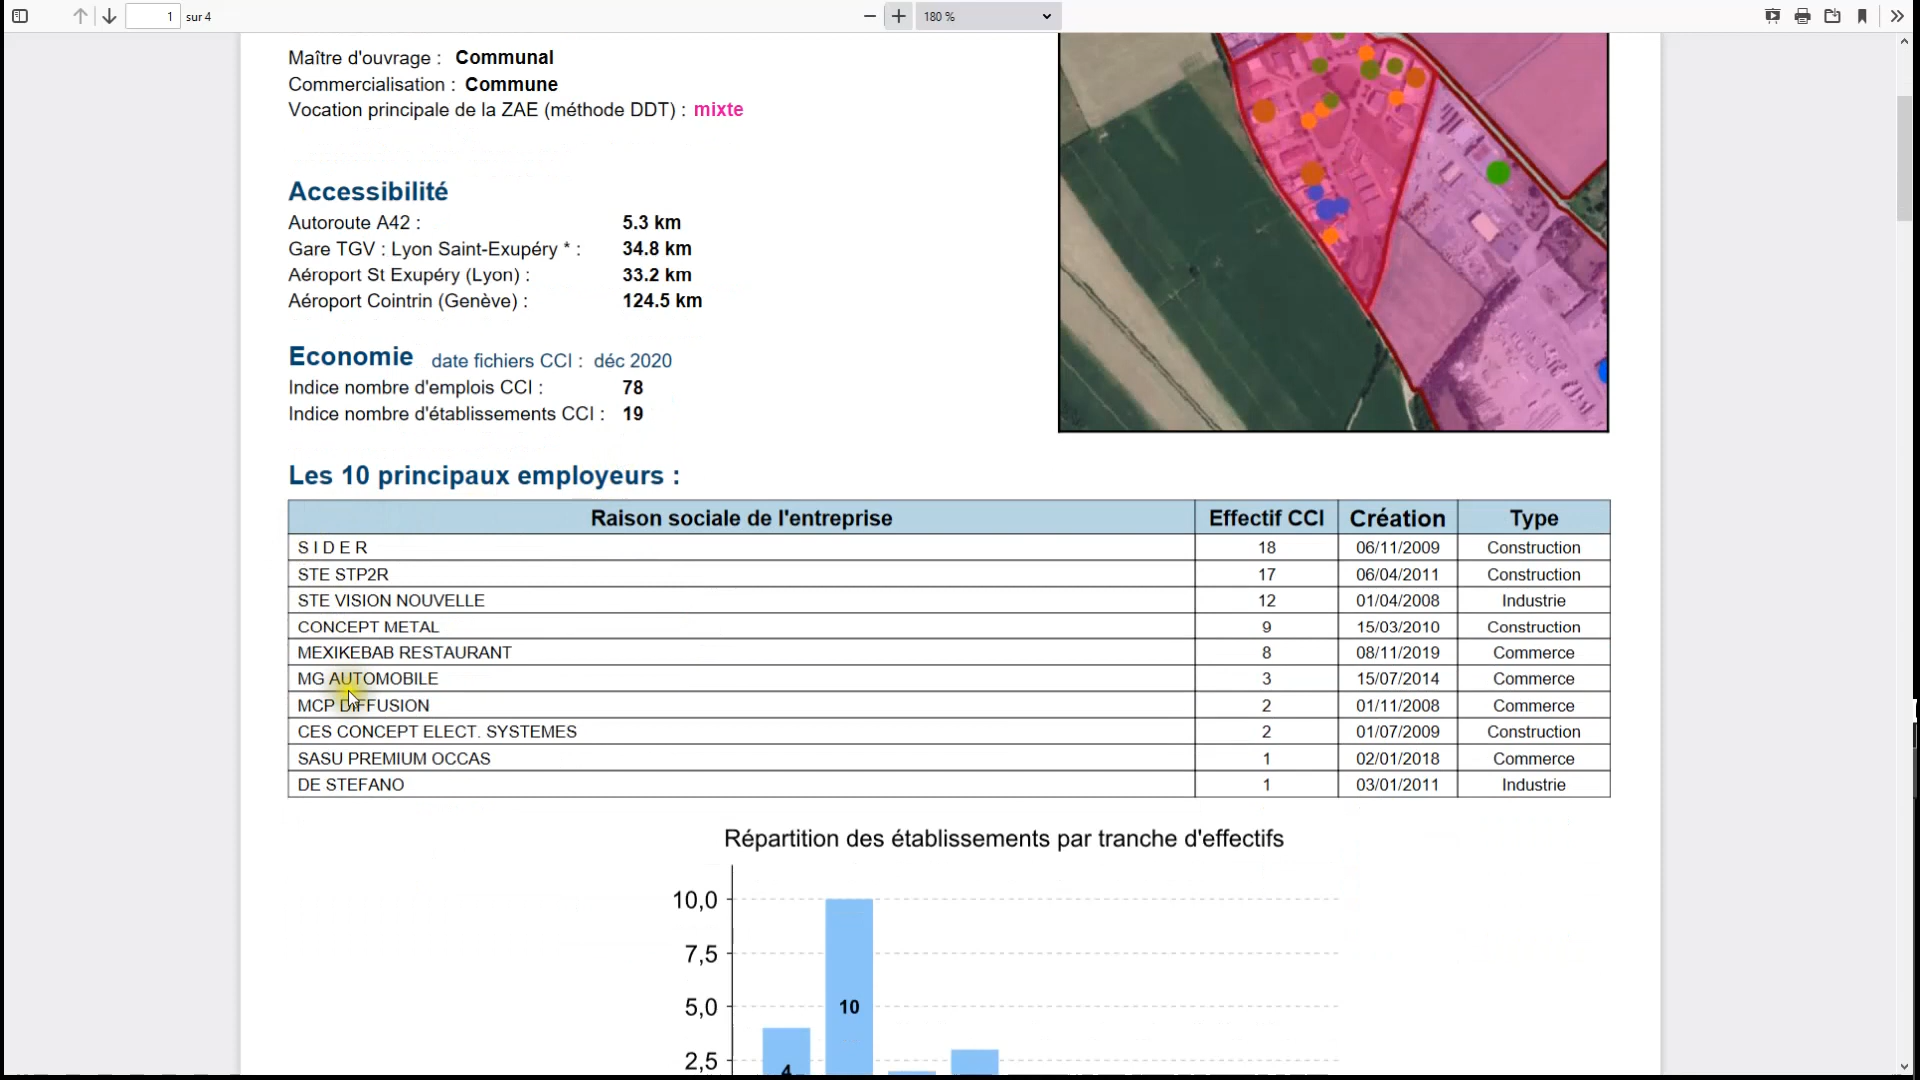 1 sur 4
180 %
Maître d'ouvrage : Communal
Commercialisation : Commune
Vocation principale de la ZAE (méthode DDT) : mixte
Accessibilité
Autoroute A42 : 5.3 km
Gare TGV : Lyon Saint-Exupéry * : 34.8 km
Aéroport St Exupéry (Lyon) : 33.2 km
Aéroport Cointrin (Genève) : 124.5 km
Economie date fichiers CCI : déc 2020
Indice nombre d'emplois CCI : 78
Indice nombre d'établissements CCI : 19
Les 10 principaux employeurs :
Raison sociale de l'entreprise Effectif CCI Création Type
S I D E R 18 06/11/2009 Construction
STE STP2R 17 06/04/2011 Construction
STE VISION NOUVELLE 12 01/04/2008 Industrie
CONCEPT METAL 9 15/03/2010 Construction
MEXIKEBAB RESTAURANT 8 08/11/2019 Commerce
MG AUTOMOBILE 3 15/07/2014 Commerce
MCP DIFFUSION 2 01/11/2008 Commerce
CES CONCEPT ELECT. SYSTEMES 2 01/07/2009 Construction
SASU PREMIUM OCCAS 1 02/01/2018 Commerce
DE STEFANO 1 03/01/2011 Industrie
Répartition des établissements par tranche d'effectifs
10,0
7,5
5,0
10
2,5
4